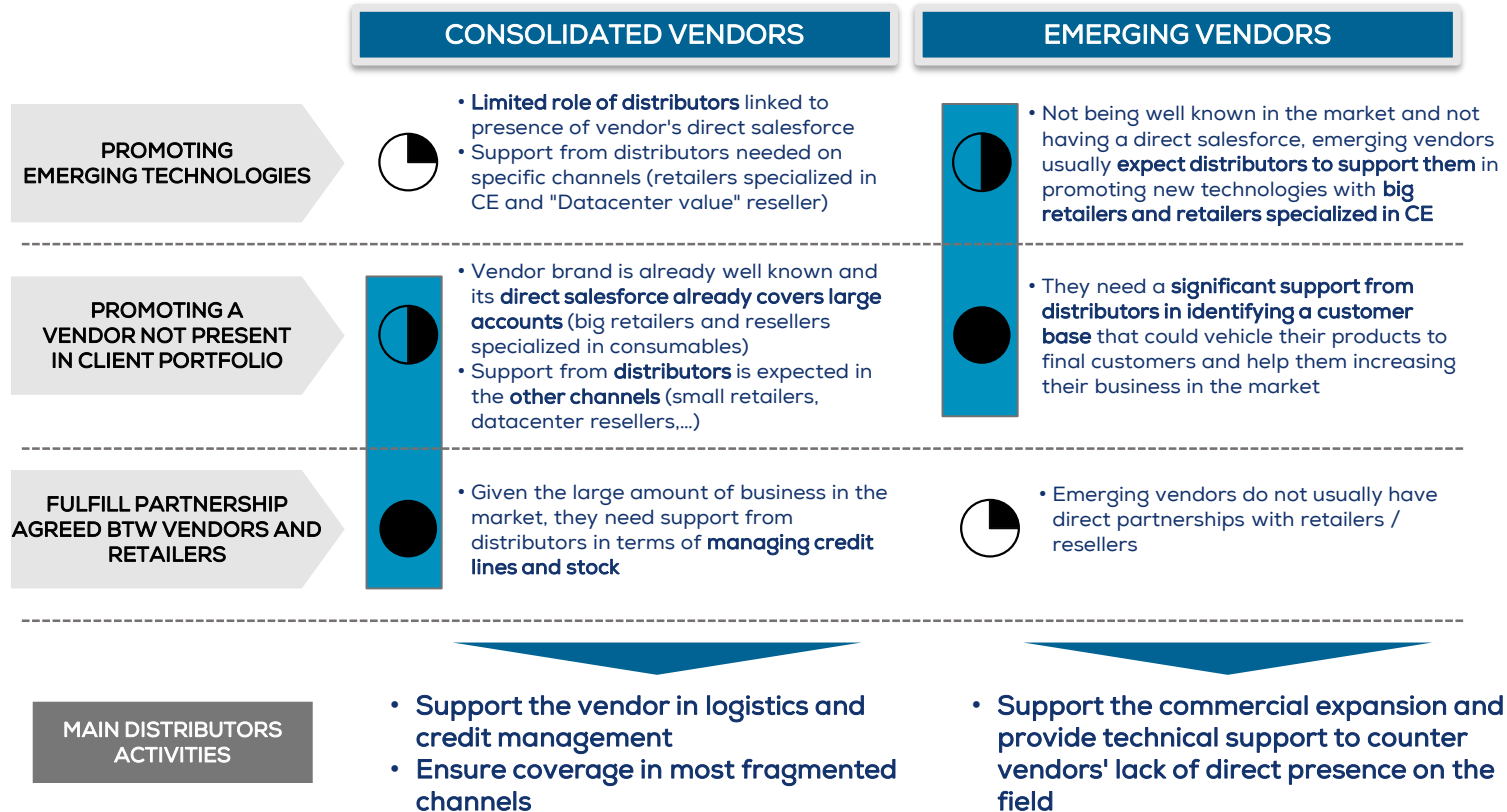 CONSOLIDATED VENDORS
EMERGING VENDORS
PROMOTING
EMERGING TECHNOLOGIES
• Limited role of distributors linked to
presence of vendor's direct salesforce
• Support from distributors needed on
specific channels (retailers specialized in
CE and "Datacenter value" reseller)
• Not being well known in the market and not
having a direct salesforce, emerging vendors
usually expect distributors to support them in
promoting new technologies with big
retailers and retailers specialized in CE
PROMOTING A
VENDOR NOT PRESENT
IN CLIENT PORTFOLIO
• Vendor brand is already well known and
its direct salesforce already covers large
accounts (big retailers and resellers
specialized in consumables)
• Support from distributors is expected in
the other channels (small retailers,
datacenter resellers,...)
• They need a significant support from
distributors in identifying a customer
base that could vehicle their products to
final customers and help them increasing
their business in the market
FULFILL PARTNERSHIP
AGREED BTW VENDORS AND
RETAILERS
• Given the large amount of business in the
market, they need support from
distributors in terms of managing credit
lines and stock
• Emerging vendors do not usually have
direct partnerships with retailers /
resellers
MAIN DISTRIBUTORS
ACTIVITIES
• Support the vendor in logistics and
credit management
• Ensure coverage in most fragmented
channels
• Support the commercial expansion and
provide technical support to counter
vendors' lack of direct presence on the
field